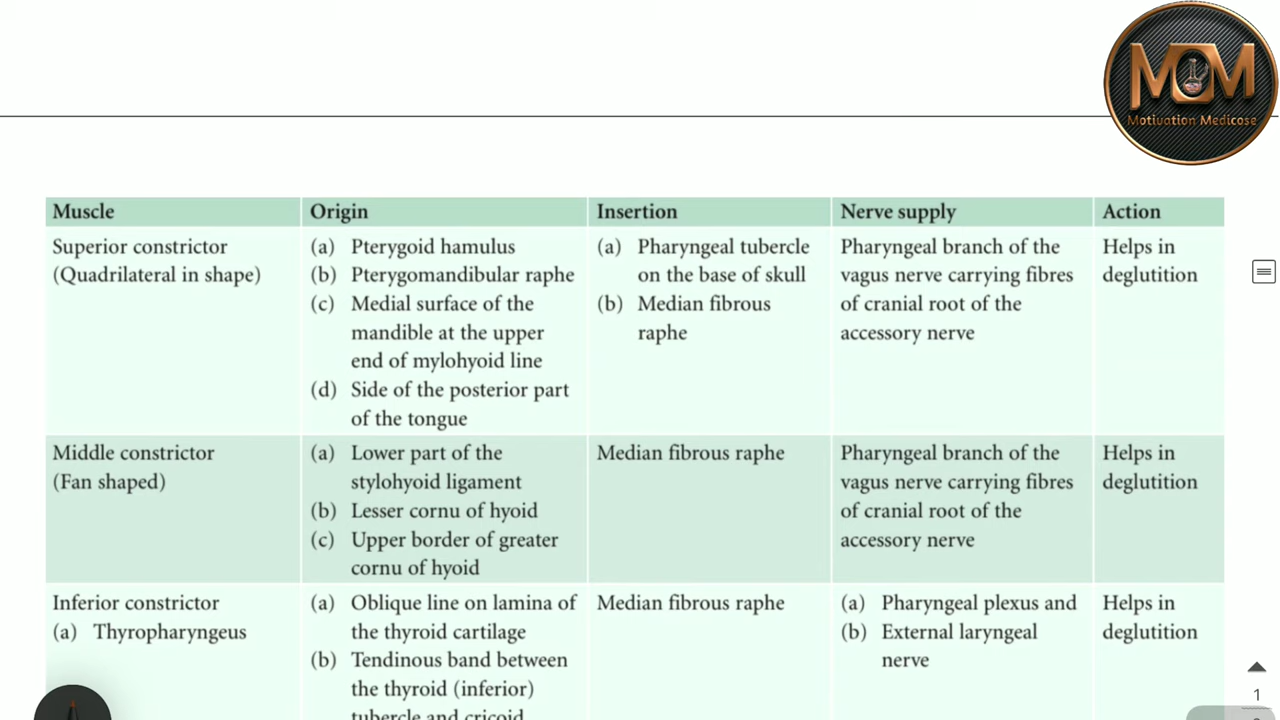 MOM
Motivation Medicose
Muscle Origin Insertion Nerve supply Action
Superior constrictor
(Quadrilateral in shape)
(a) Pterygoid hamulus
(b) Pterygomandibular raphe
(c) Medial surface of the
mandible at the upper
end of mylohyoid line
(d) Side of the posterior part
of the tongue
(a) Pharyngeal tubercle
on the base of skull
(b) Median fibrous
raphe
Pharyngeal branch of the
vagus nerve carrying fibres
of cranial root of the
accessory nerve
Helps in
deglutition
Middle constrictor
(Fan shaped)
(a) Lower part of the
stylohyoid ligament
(b) Lesser cornu of hyoid
(c) Upper border of greater
cornu of hyoid
Median fibrous raphe
Pharyngeal branch of the
vagus nerve carrying fibres
of cranial root of the
accessory nerve
Helps in
deglutition
Inferior constrictor
(a) Thyropharyngeus
(a) Oblique line on lamina of
the thyroid cartilage
(b) Tendinous band between
the thyroid (inferior)
tubercle and cricoid
Median fibrous raphe
(a) Pharyngeal plexus and
(b) External laryngeal
nerve
Helps in
deglutition
1